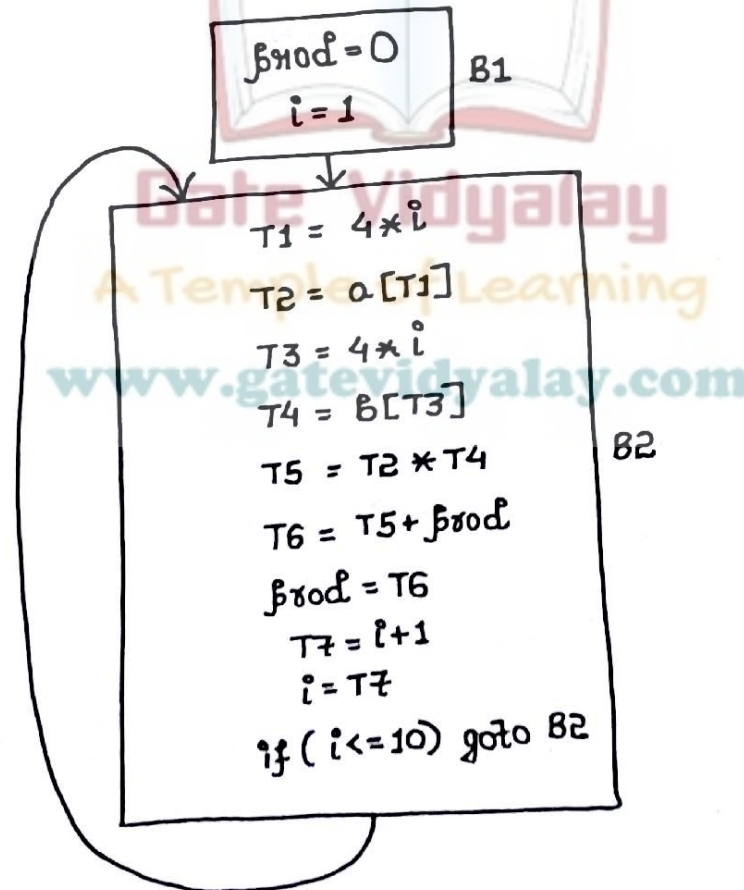 prod = 0
i = 1
B1
Gate Vidyalay
T1 = 4*i
A Temple of Learning
T2 = a[T1]
T3 = 4*i
www.gatevidyalay.com
T4 = b[T3]
B2
T5 = T2 * T4
T6 = T5 + prod
prod = T6
T7 = i+1
i = T7
if (i<=10) goto B2